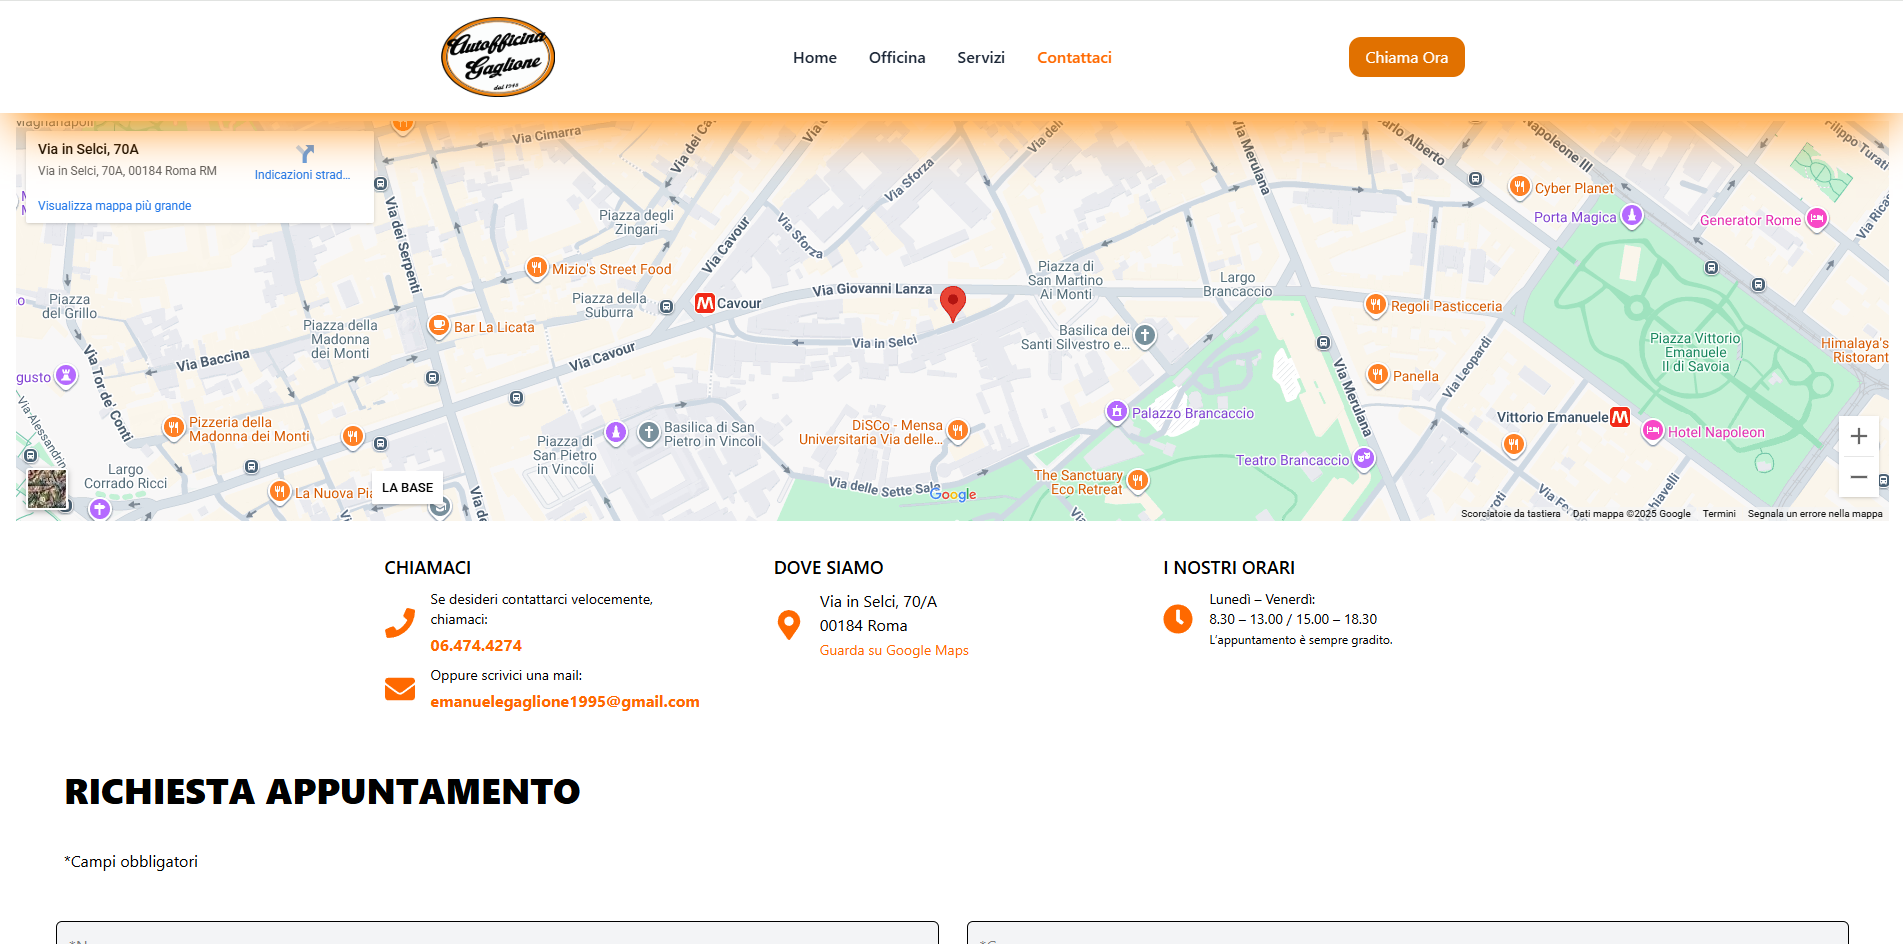 Autofficina
Gaglione
dal 1948
Home
Officina
Servizi
Contattaci
Chiama Ora
Via in Selci, 70A
Via in Selci, 70A, 00184 Roma RM
Indicazioni strad...
Visualizza mappa più grande
Via Cimarra
Via Sforza
Via Sforza
Via Merulana
Carlo Alberto
Napoleone III
Filippo Turati
Cyber Planet
Porta Magica
Generator Rome
Piazza degli
Zingari
Via dei Serpenti
Via Cavour
Mizio's Street Food
Piazza della
Suburra
Cavour
Via Giovanni Lanza
Piazza di
San Martino
Ai Monti
Largo
Brancaccio
Regoli Pasticceria
Piazza
del Grillo
Piazza della
Madonna
dei Monti
Bar La Licata
Via Cavour
Via in Selci
Basilica dei
Santi Silvestro e...
Via Merulana
Via Leopardi
Piazza Vittorio
Emanuele
II di Savoia
Himalaya's
Ristorant
Via Baccina
Via Tor de' Conti
Panella
Palazzo Brancaccio
Vittorio Emanuele
Hotel Napoleon
Pizzeria della
Madonna dei Monti
Piazza di
San Pietro
in Vincoli
Basilica di San
Pietro in Vincoli
DiSCo - Mensa
Universitaria Via delle...
Teatro Brancaccio
Largo
Corrado Ricci
La Nuova
LA BASE
Via delle Sette Sale
Google
The Sanctuary
Eco Retreat
Scorciatoie da tastiera
Dati mappa ©2025 Google
Termini
Segnala un errore nella mappa
CHIAMACI
Se desideri contattarci velocemente,
chiamaci:
06.474.4274
Oppure scrivici una mail:
emanuelegaglione1995@gmail.com
DOVE SIAMO
Via in Selci, 70/A
00184 Roma
Guarda su Google Maps
I NOSTRI ORARI
Lunedì – Venerdì:
8.30 – 13.00 / 15.00 – 18.30
L'appuntamento è sempre gradito.
RICHIESTA APPUNTAMENTO
*Campi obbligatori